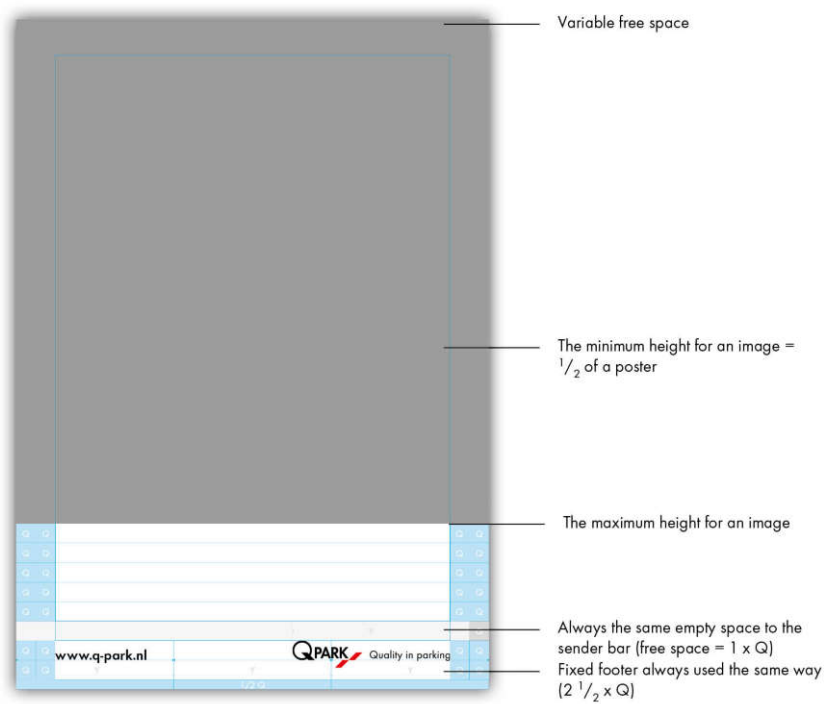 Variable free space
The minimum height for an image =
1/2 of a poster
The maximum height for an image
Always the same empty space to the
sender bar (free space = 1 x Q)
Fixed footer always used the same way
(2 1/2 x Q)
Q Q Q Q
Q Q Q Q
Q Q Q Q
Q Q Q Q
Q Q Q Q
Q Q www.q-park.nl QPARK Quality in parking Q Q
Q Q Q Q
1/2 Q